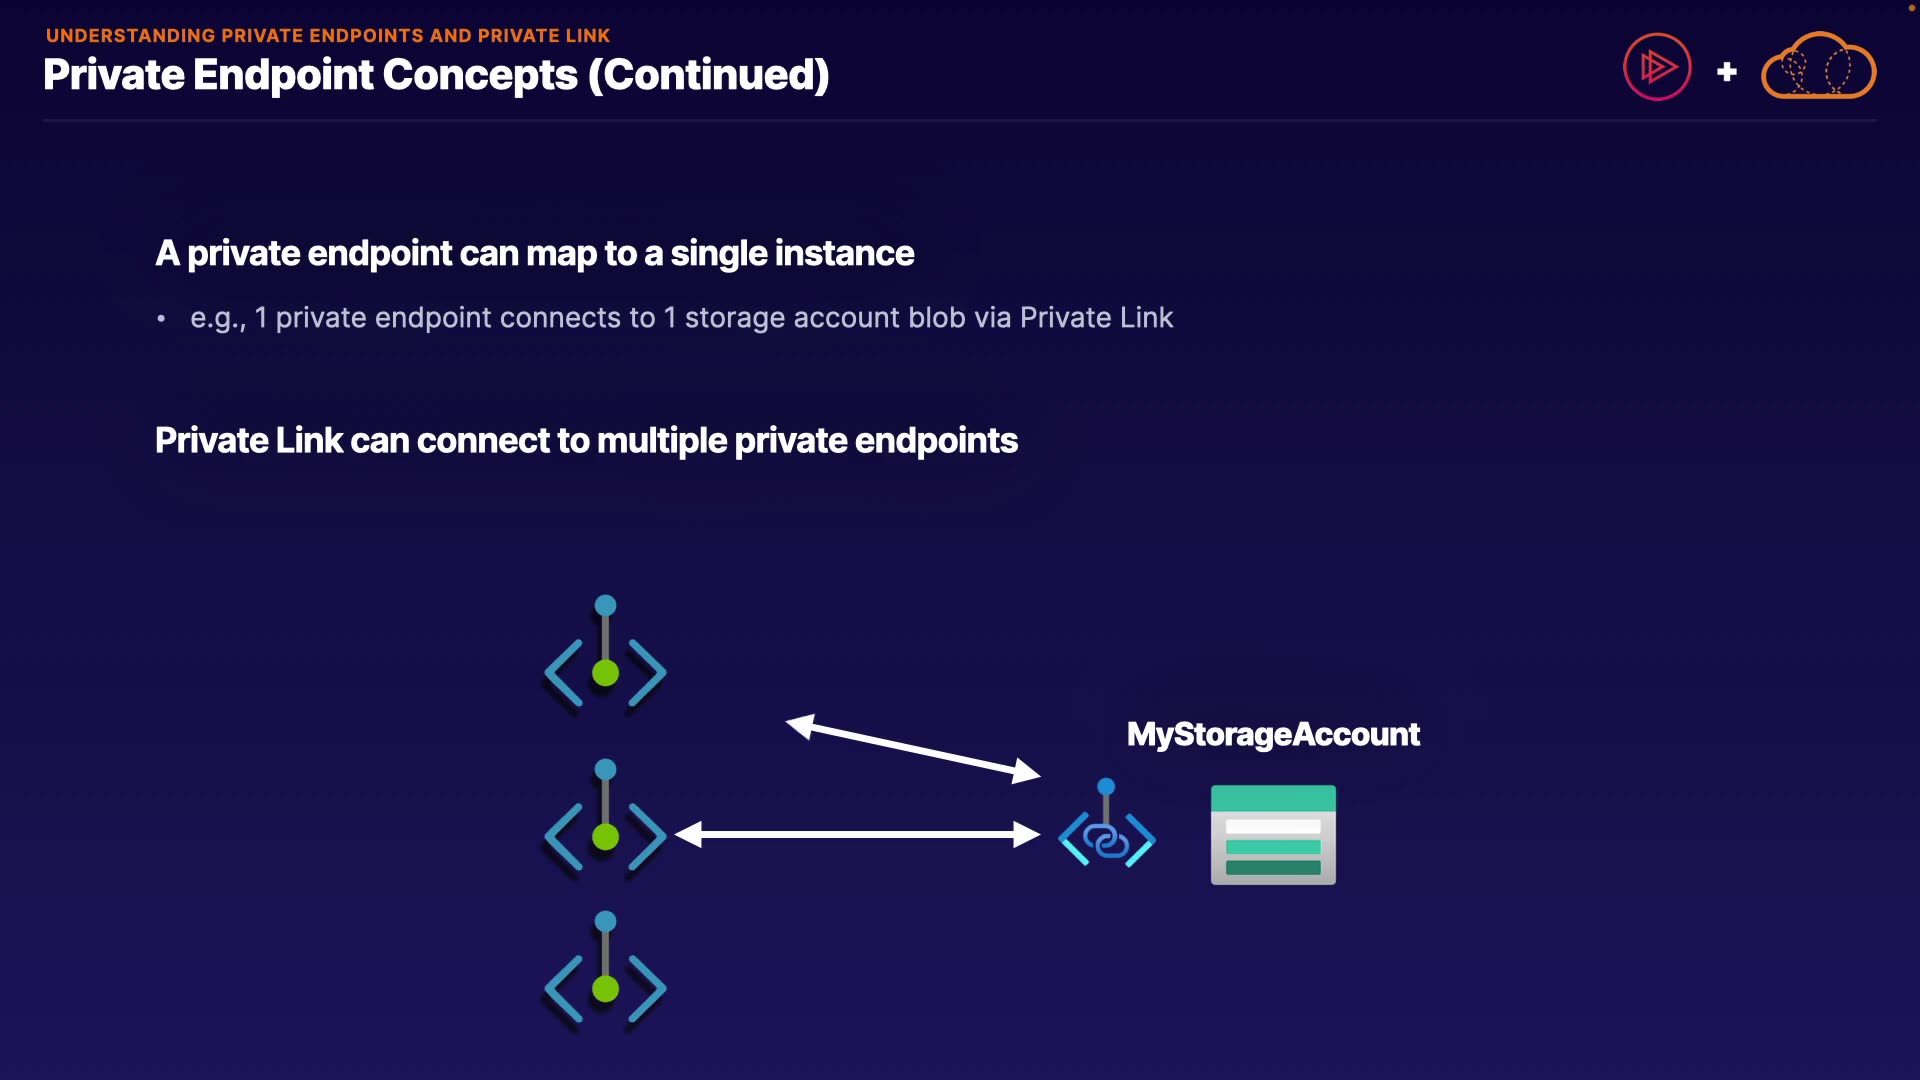 UNDERSTANDING PRIVATE ENDPOINTS AND PRIVATE LINK
Private Endpoint Concepts (Continued)
+
A private endpoint can map to a single instance
• e.g., 1 private endpoint connects to 1 storage account blob via Private Link
Private Link can connect to multiple private endpoints
MyStorageAccount